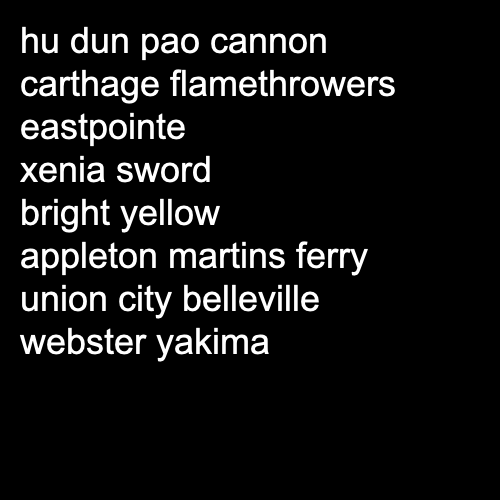 hu dun pao cannon
carthage flamethrowers
eastpointe
xenia sword
bright yellow
appleton martins ferry
union city belleville
webster yakima